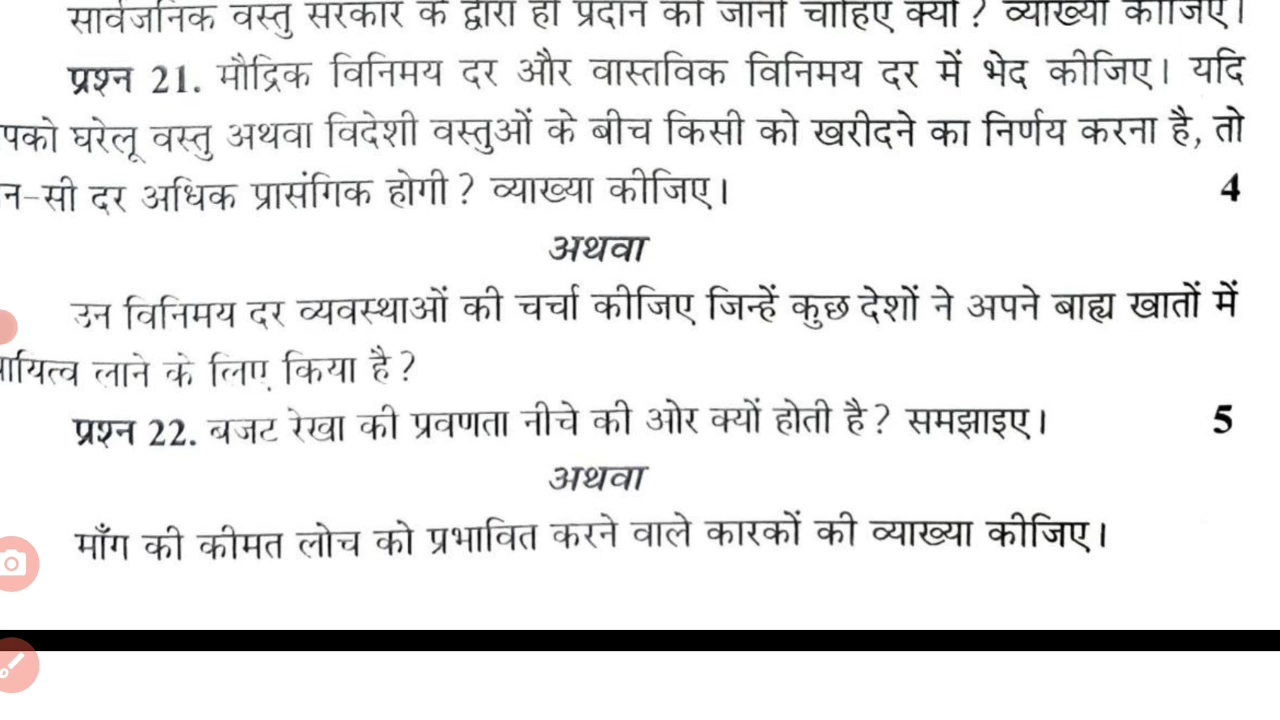 सार्वजनिक वस्तु सरकार के द्वारा ही प्रदान की जानी चाहिए क्यों ? व्याख्या कीजिए।
प्रश्न 21. मौद्रिक विनिमय दर और वास्तविक विनिमय दर में भेद कीजिए। यदि
पको घरेलू वस्तु अथवा विदेशी वस्तुओं के बीच किसी को खरीदने का निर्णय करना है, तो
न-सी दर अधिक प्रासंगिक होगी ? व्याख्या कीजिए। 4
अथवा
उन विनिमय दर व्यवस्थाओं की चर्चा कीजिए जिन्हें कुछ देशों ने अपने बाह्य खातों में
ायित्व लाने के लिए किया है ?
प्रश्न 22. बजट रेखा की प्रवणता नीचे की ओर क्यों होती है ? समझाइए। 5
अथवा
माँग की कीमत लोच को प्रभावित करने वाले कारकों की व्याख्या कीजिए।